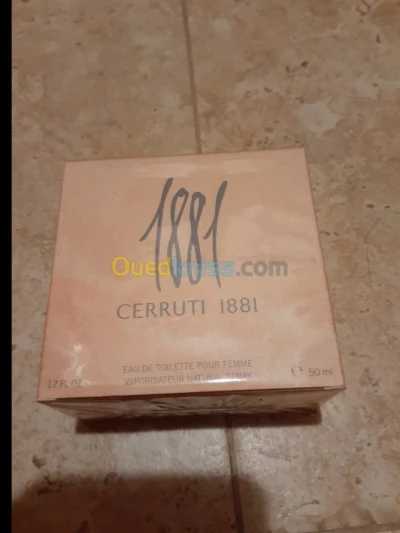 1881
Ouedkniss.com
CERRUTI 1881
EAU DE TOILETTE POUR FEMME
VAPORISATEUR NATURAL SPRAY
1.7 FL.OZ.
e 50 ml